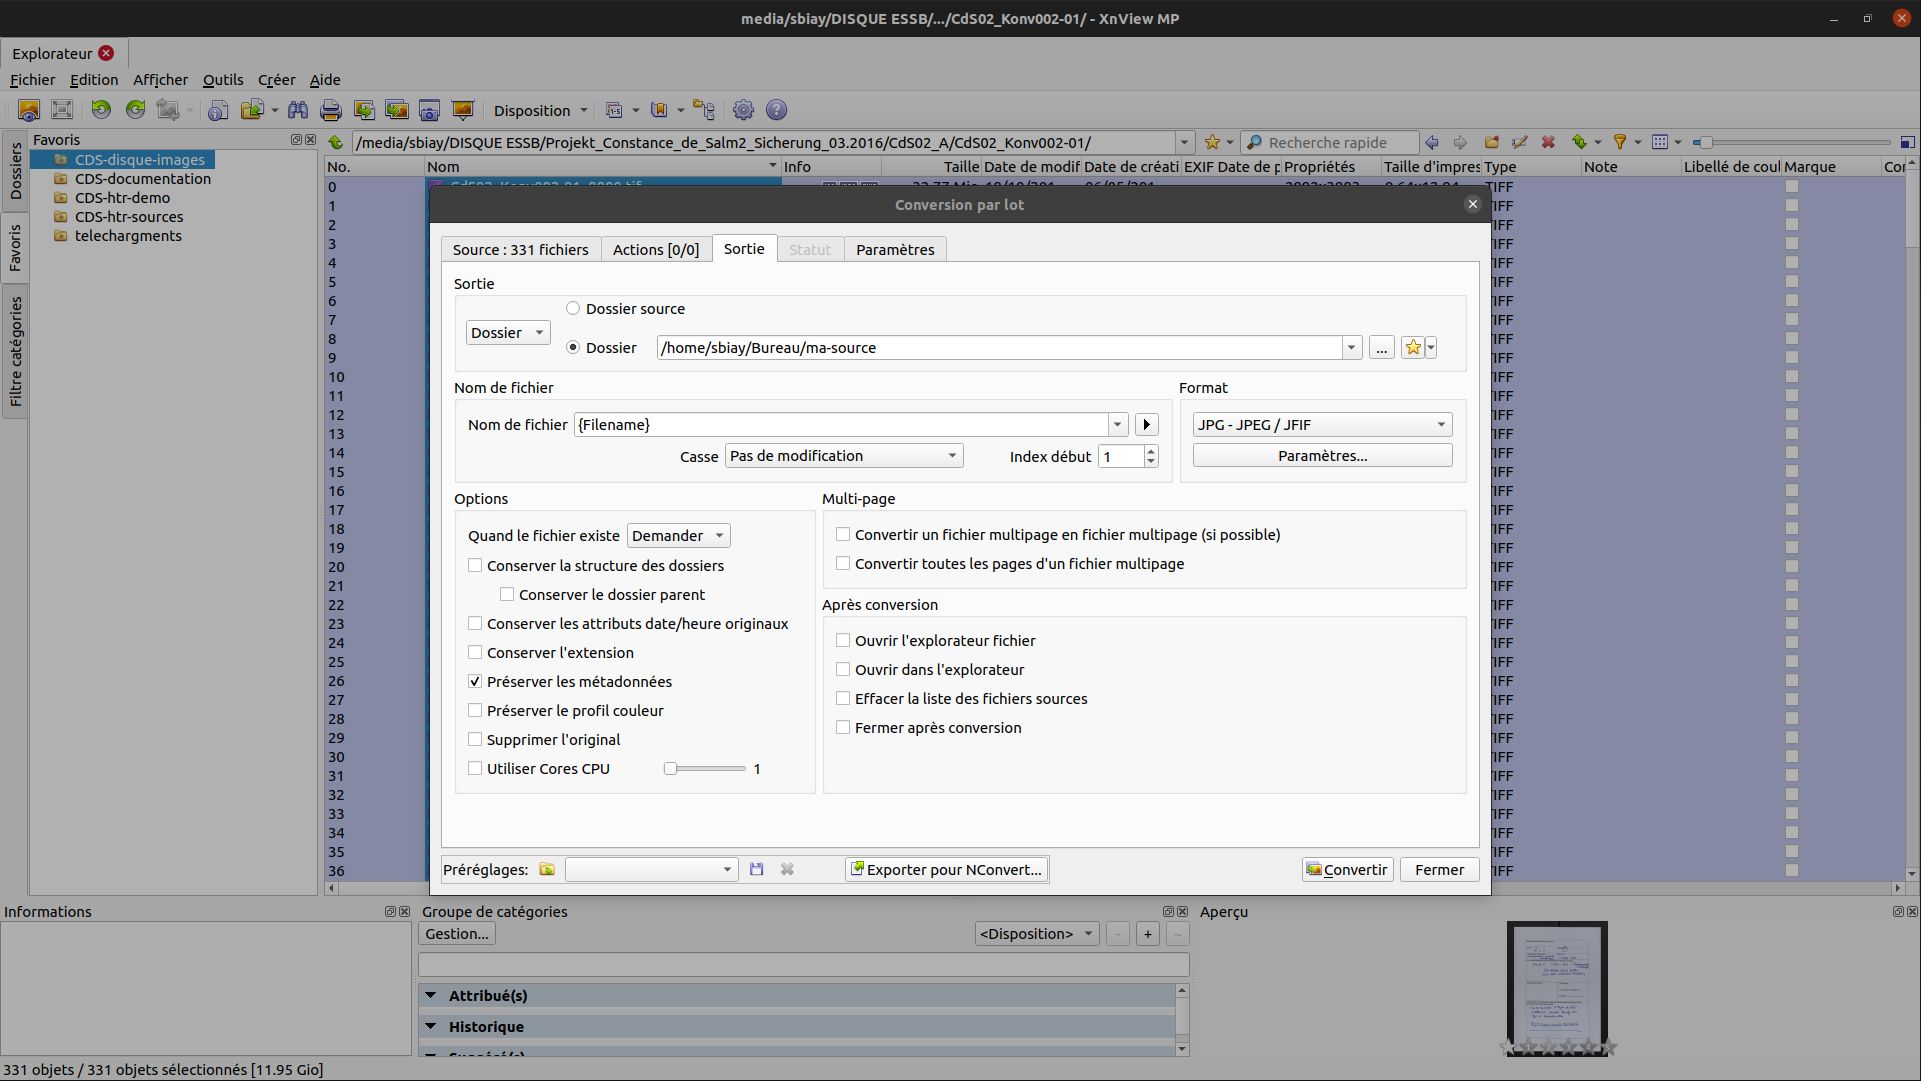 media/sbiay/DISQUE ESSB/.../CdS02_Konv002-01/ - XnView MP
Explorateur
Fichier Edition Afficher Outils Créer Aide
Disposition
Favoris
/media/sbiay/DISQUE ESSB/Projekt_Constance_de_Salm2_Sicherung_03.2016/CdS02_A/CdS02_Konv002-01/
Recherche rapide
Dossiers
Favoris
Filtre catégories
CDS-disque-images
CDS-documentation
CDS-htr-demo
CDS-htr-sources
telechargments
No. Nom Info Taille Date de modif Date de créati EXIF Date de p Propriétés Taille d'impres Type Note Libellé de coul Marque Cor
0 TIFF
1 TIFF
2 TIFF
3 TIFF
4 TIFF
5 TIFF
6 TIFF
7 TIFF
8 TIFF
9 TIFF
10 TIFF
11 TIFF
12 TIFF
13 TIFF
14 TIFF
15 TIFF
16 TIFF
17 TIFF
18 TIFF
19 TIFF
20 TIFF
21 TIFF
22 TIFF
23 TIFF
24 TIFF
25 TIFF
26 TIFF
27 TIFF
28 TIFF
29 TIFF
30 TIFF
31 TIFF
32 TIFF
33 TIFF
34 TIFF
35 TIFF
36 TIFF
Conversion par lot
Source : 331 fichiers Actions [0/0] Sortie Statut Paramètres
Sortie
Dossier
Dossier source
Dossier /home/sbiay/Bureau/ma-source ...
Nom de fichier
Nom de fichier {Filename}
Casse Pas de modification Index début 1
Format
JPG - JPEG / JFIF
Paramètres...
Options
Quand le fichier existe Demander
Conserver la structure des dossiers
Conserver le dossier parent
Conserver les attributs date/heure originaux
Conserver l'extension
Préserver les métadonnées
Préserver le profil couleur
Supprimer l'original
Utiliser Cores CPU 1
Multi-page
Convertir un fichier multipage en fichier multipage (si possible)
Convertir toutes les pages d'un fichier multipage
Après conversion
Ouvrir l'explorateur fichier
Ouvrir dans l'explorateur
Effacer la liste des fichiers sources
Fermer après conversion
Préréglages: Exporter pour NConvert... Convertir Fermer
Informations
Groupe de catégories
Gestion... <Disposition> - + ~
Attribué(s)
Historique
Aperçu
331 objets / 331 objets sélectionnés [11.95 Gio]